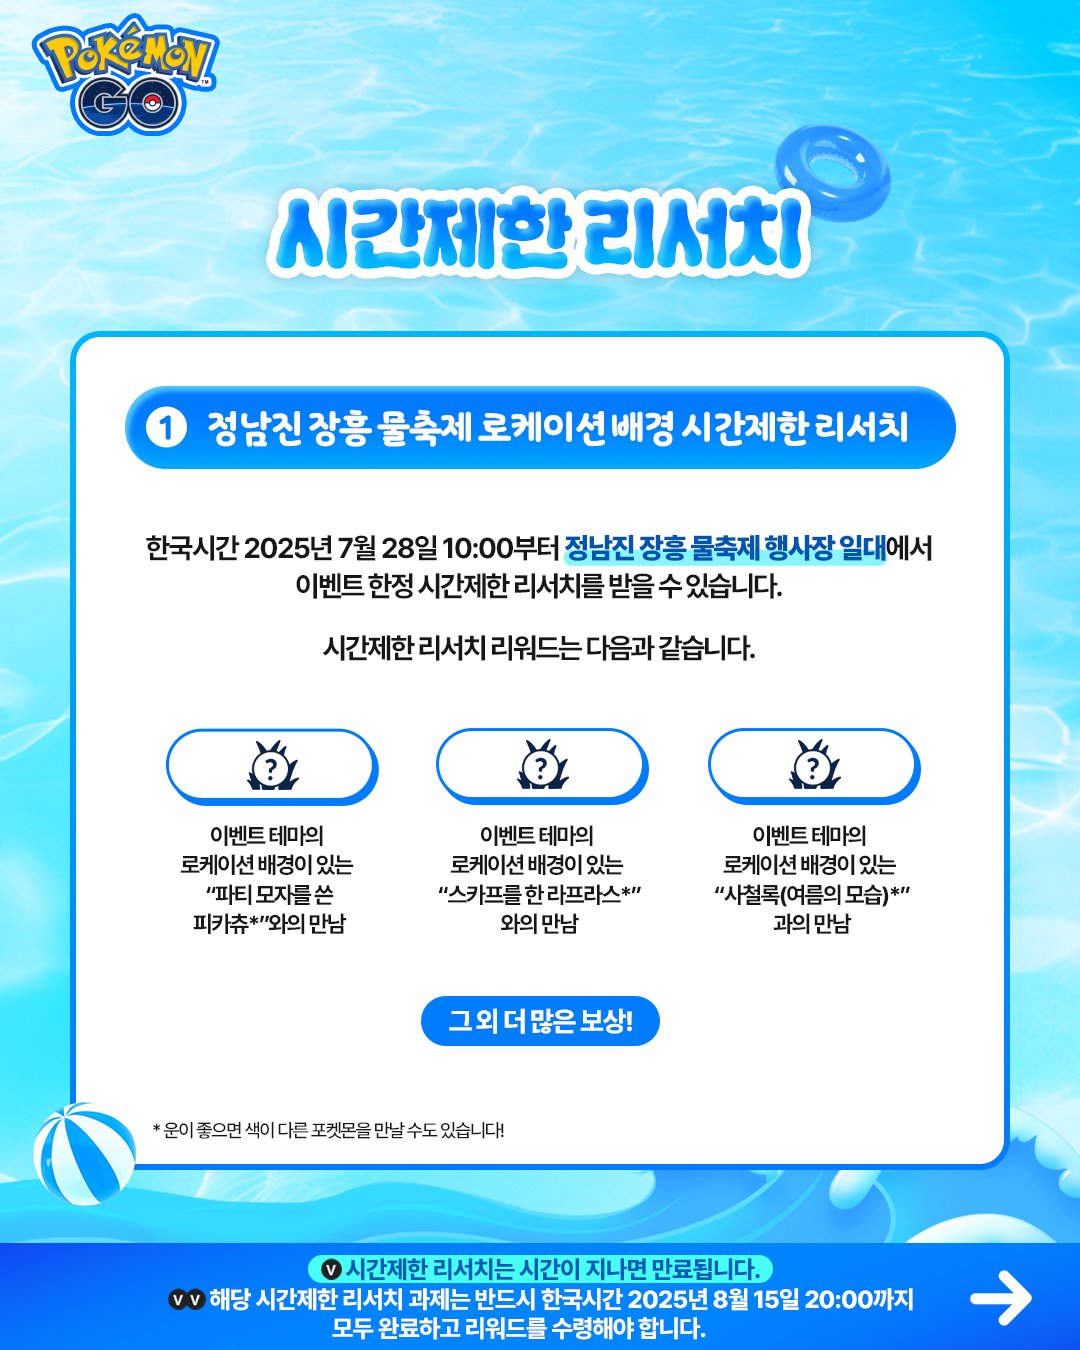 POKÉMON
GO
TM
시간제한 리서치
1 정남진 장흥 물축제 로케이션 배경 시간제한 리서치
한국시간 2025년 7월 28일 10:00부터 정남진 장흥 물축제 행사장 일대에서
이벤트 한정 시간제한 리서치를 받을 수 있습니다.
시간제한 리서치 리워드는 다음과 같습니다.
?
이벤트 테마의
로케이션 배경이 있는
“파티 모자를 쓴
피카츄*”와의 만남
?
이벤트 테마의
로케이션 배경이 있는
“스카프를 한 라프라스*”
와의 만남
?
이벤트 테마의
로케이션 배경이 있는
“사철록(여름의 모습)*”
과의 만남
그 외 더 많은 보상!
* 운이 좋으면 색이 다른 포켓몬을 만날 수도 있습니다!
V 시간제한 리서치는 시간이 지나면 만료됩니다.
V V 해당 시간제한 리서치 과제는 반드시 한국시간 2025년 8월 15일 20:00까지
모두 완료하고 리워드를 수령해야 합니다.